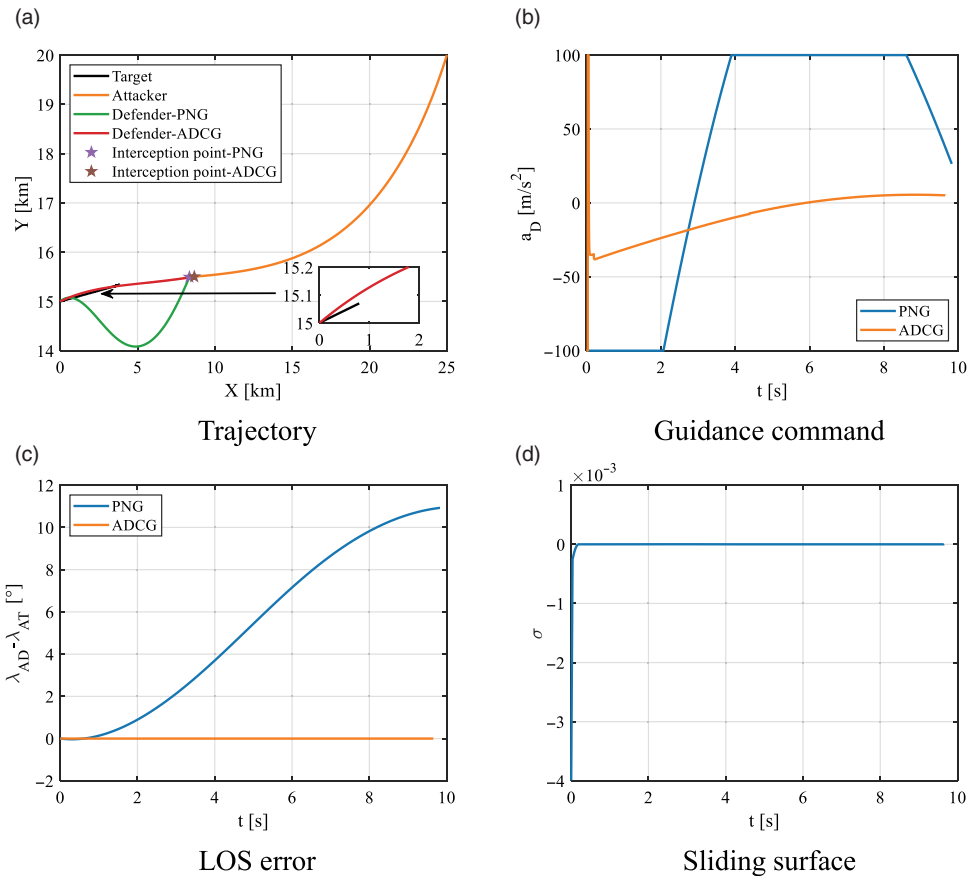 (a)
20
19
18
17
16
15
14
Y [km]
Target
Attacker
Defender-PNG
Defender-ADCG
Interception point-PNG
Interception point-ADCG
15.2
15.1
15
0 1 2
0 5 10 15 20 25
X [km]
Trajectory
(b)
100
50
0
−50
−100
a_D [m/s²]
PNG
ADCG
0 2 4 6 8 10
t [s]
Guidance command
(c)
12
10
8
6
4
2
0
−2
λ_AD-λ_AT [°]
PNG
ADCG
0 2 4 6 8 10
t [s]
LOS error
(d)
×10⁻³
1
0
−1
−2
−3
−4
σ
0 2 4 6 8 10
t [s]
Sliding surface